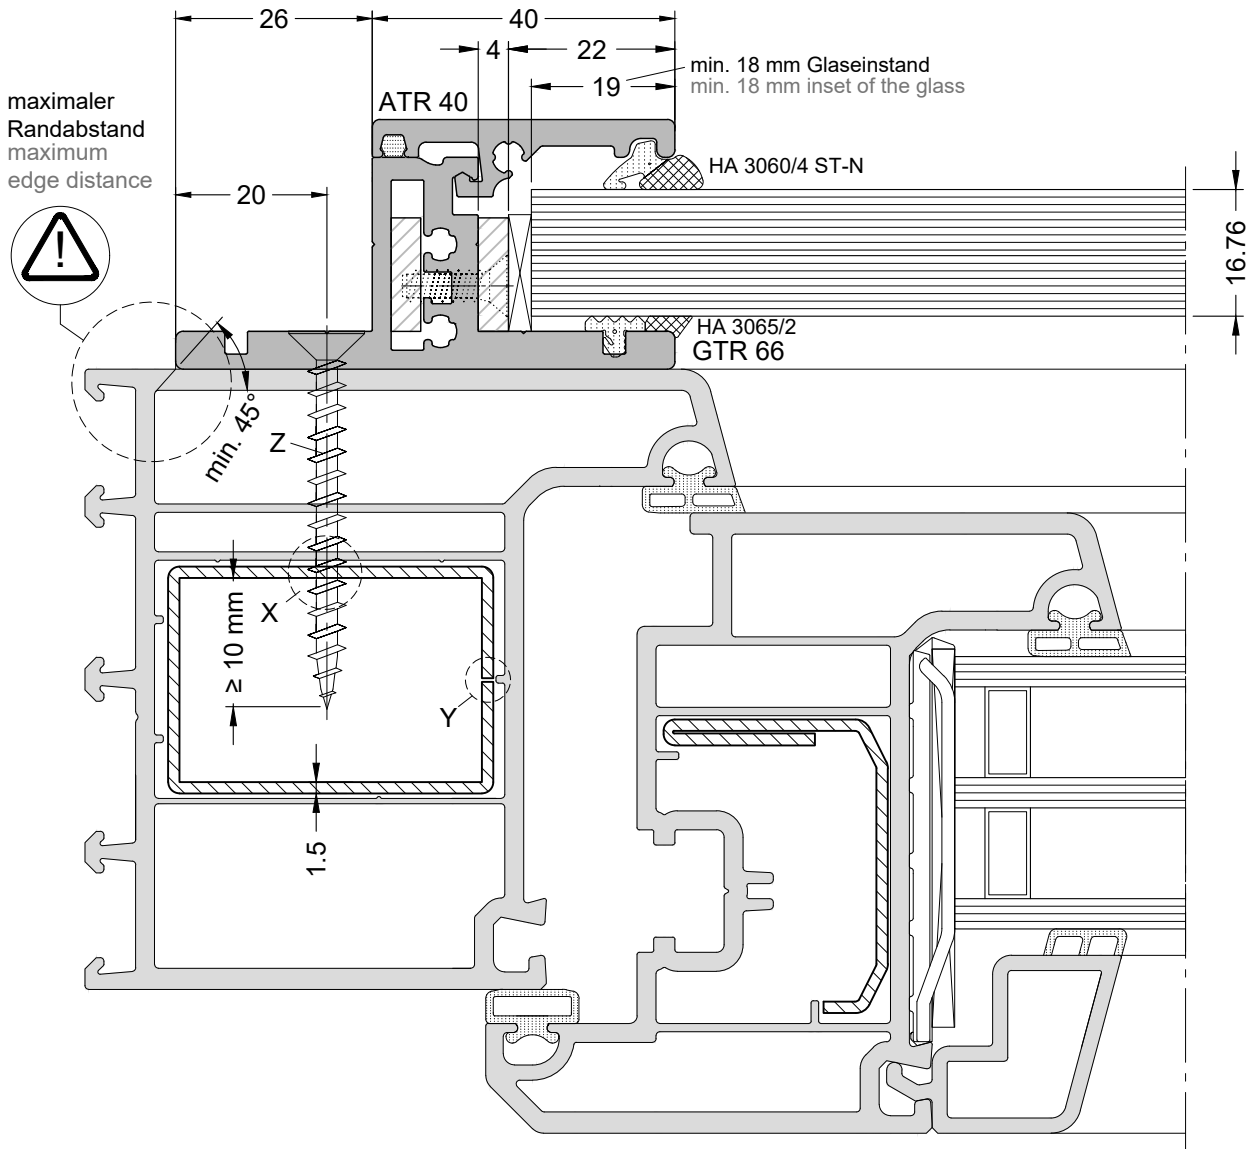 26
40
4
22
19
min. 18 mm Glaseinstand
min. 18 mm inset of the glass
maximaler
Randabstand
maximum
edge distance
ATR 40
HA 3060/4 ST-N
20
!
16.76
HA 3065/2
GTR 66
min. 45°
Z
X
≥ 10 mm
Y
1.5